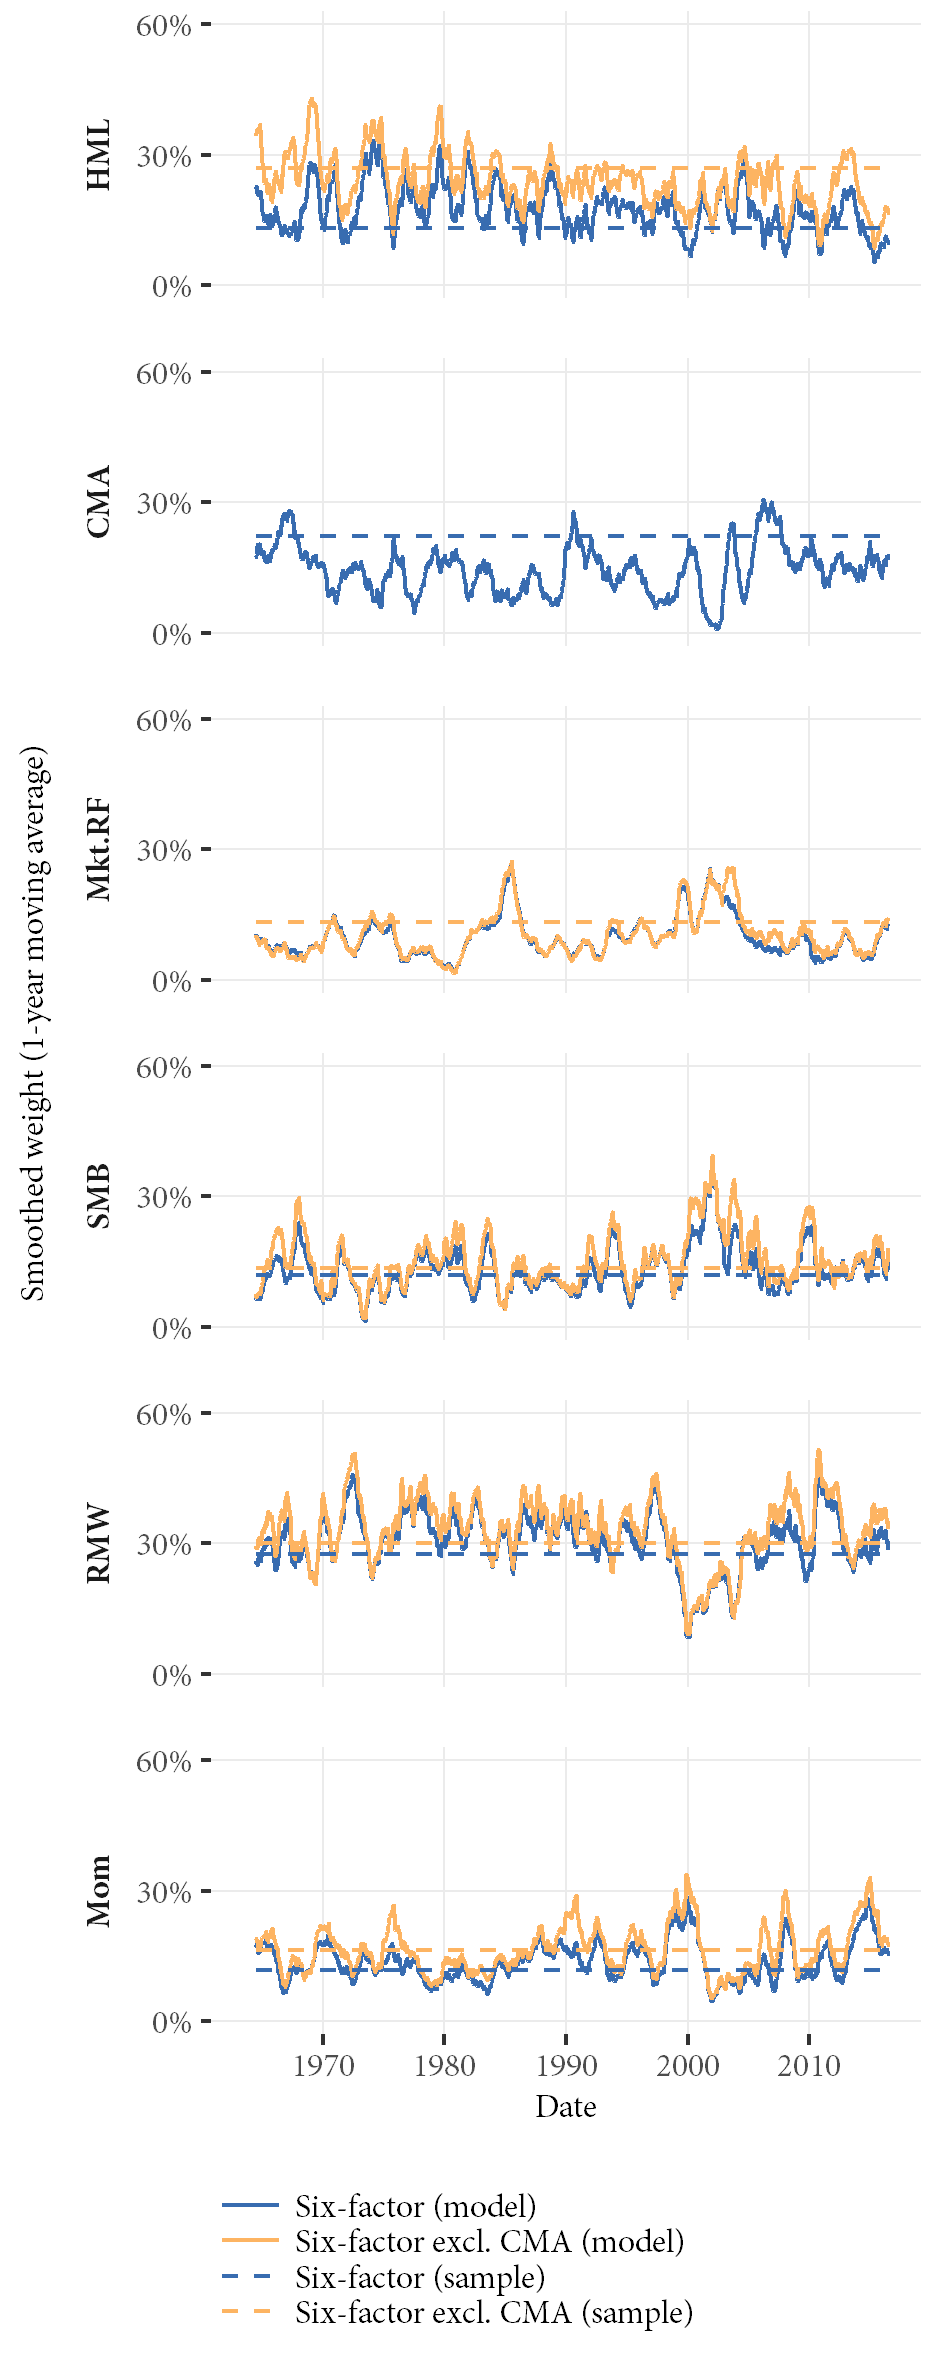 Smoothed weight (1-year moving average)
HML
60%
30%
0%
CMA
60%
30%
0%
Mkt.RF
60%
30%
0%
SMB
60%
30%
0%
RMW
60%
30%
0%
Mom
60%
30%
0%
1970 1980 1990 2000 2010
Date
Six-factor (model)
Six-factor excl. CMA (model)
Six-factor (sample)
Six-factor excl. CMA (sample)